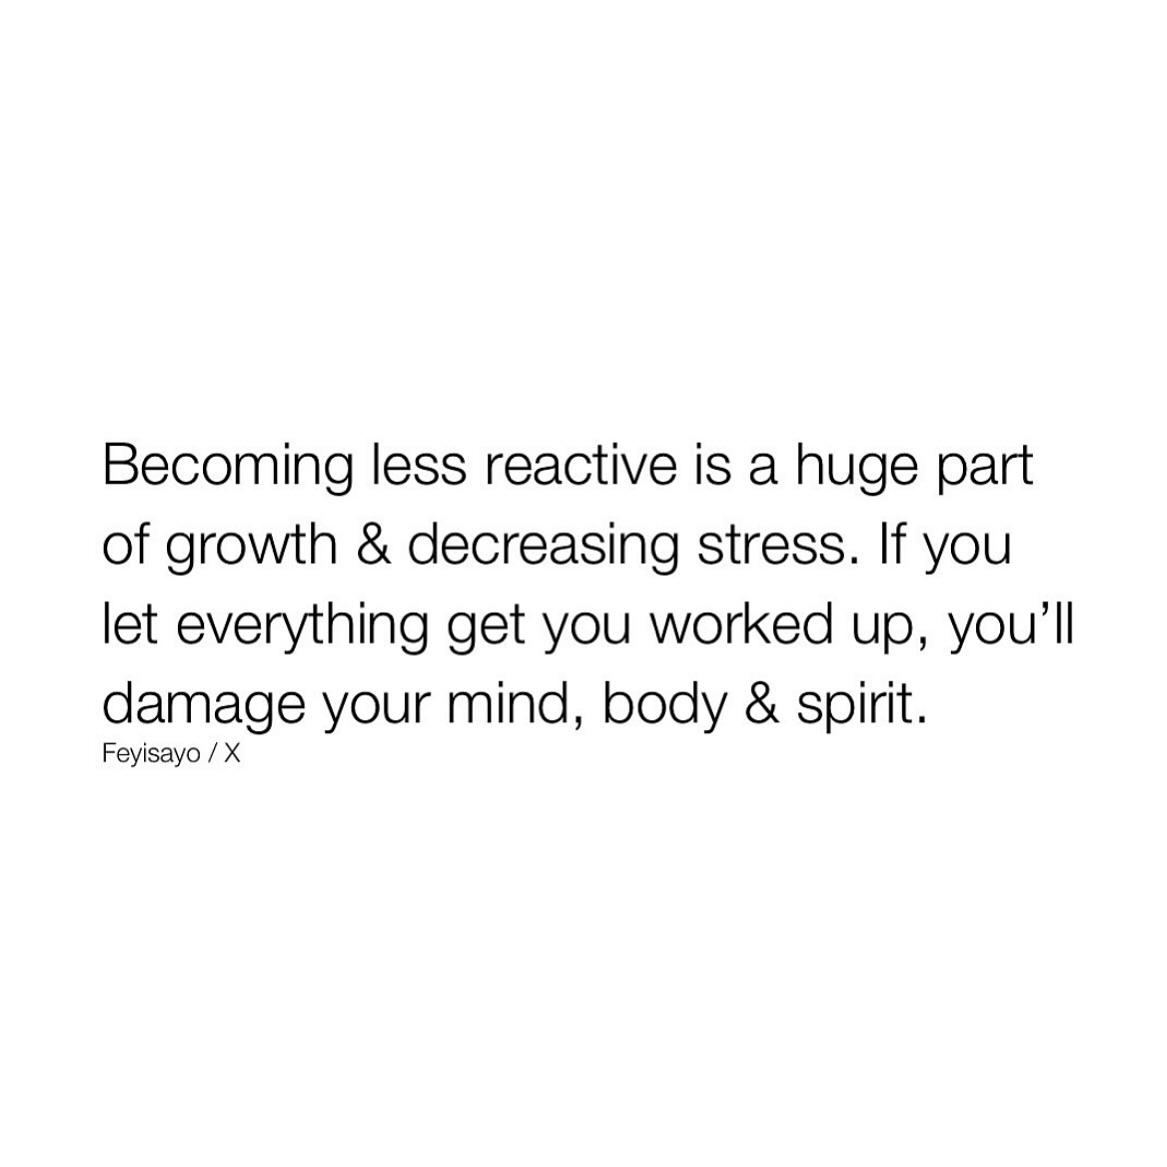 Becoming less reactive is a huge part
of growth & decreasing stress. If you
let everything get you worked up, you’ll
damage your mind, body & spirit.
Feyisayo / X